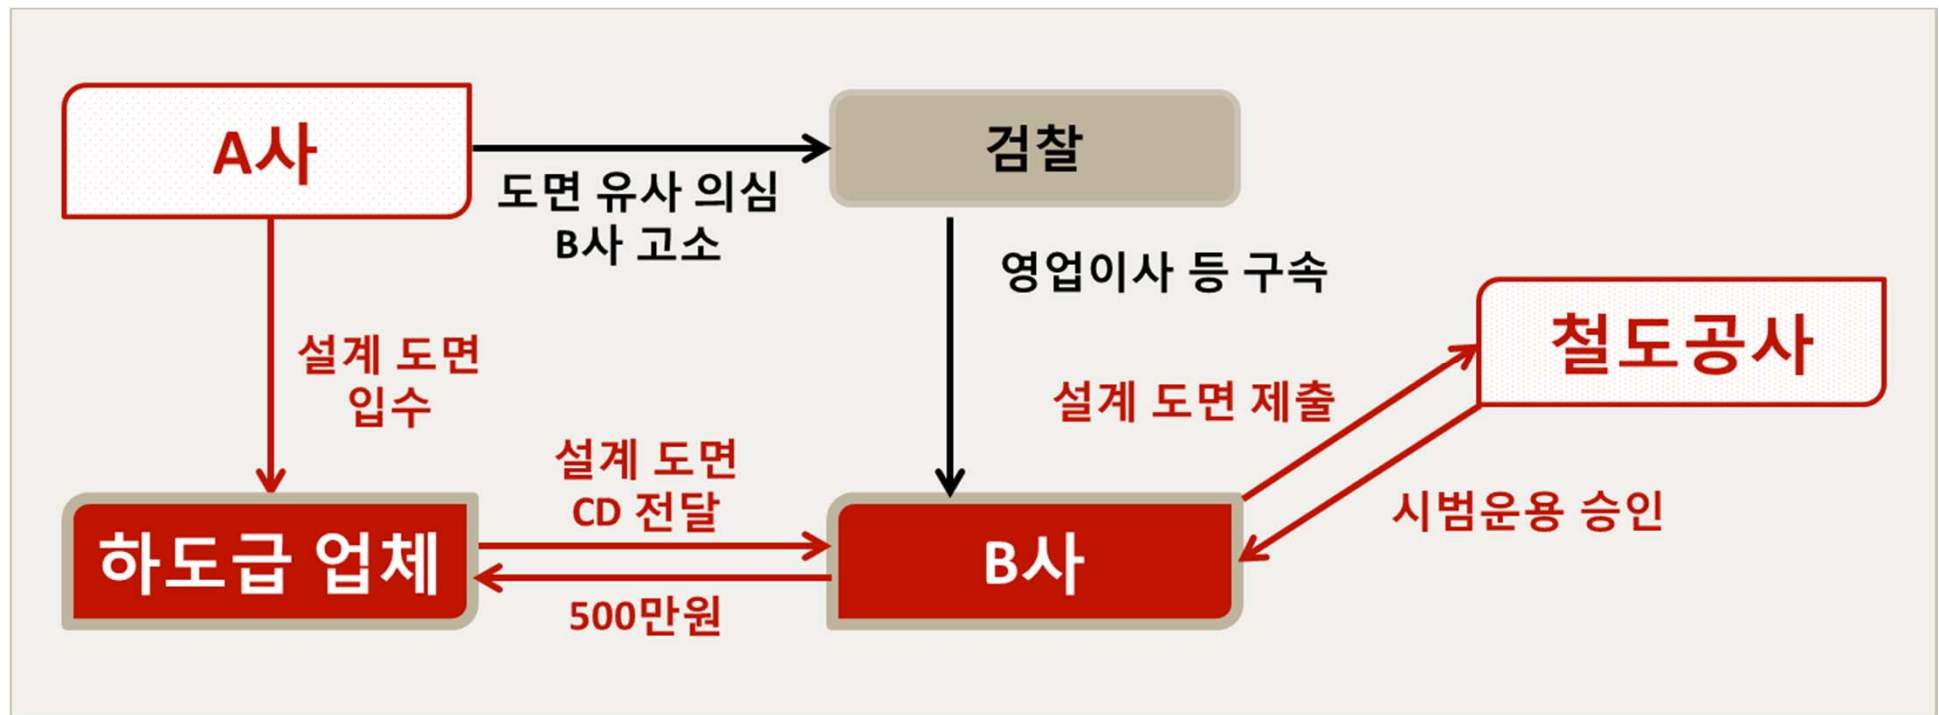 A사
검찰
도면 유사 의심
B사 고소
영업이사 등 구속
철도공사
설계 도면
입수
설계 도면 제출
설계 도면
CD 전달
시범운용 승인
하도급 업체
B사
500만원